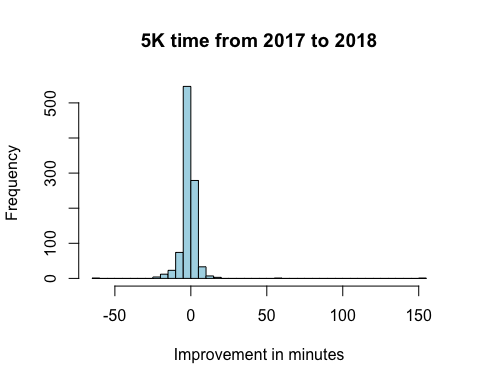 5K time from 2017 to 2018
Frequency
500
300
100
0
-50 0 50 100 150
Improvement in minutes